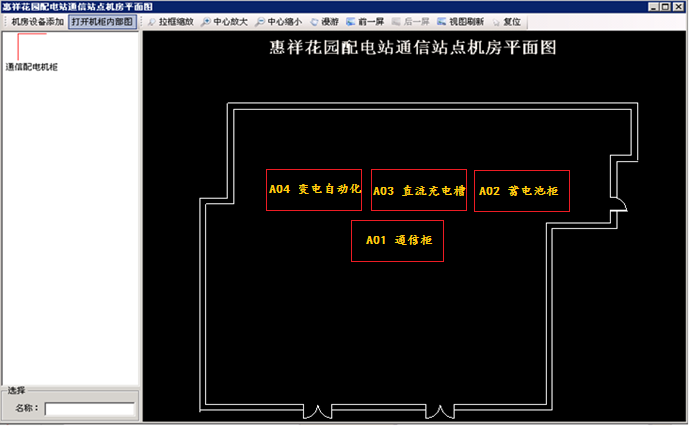 惠祥花园配电站通信站点机房平面图
机房设备添加 打开机柜内部图 拉框缩放 中心放大 中心缩小 漫游 前一屏 后一屏 视图刷新 复位
惠祥花园配电站通信站点机房平面图
通信配电机柜
A04 变电自动化 A03 直流充电槽 A02 蓄电池柜
A01 通信柜
选择
名称：